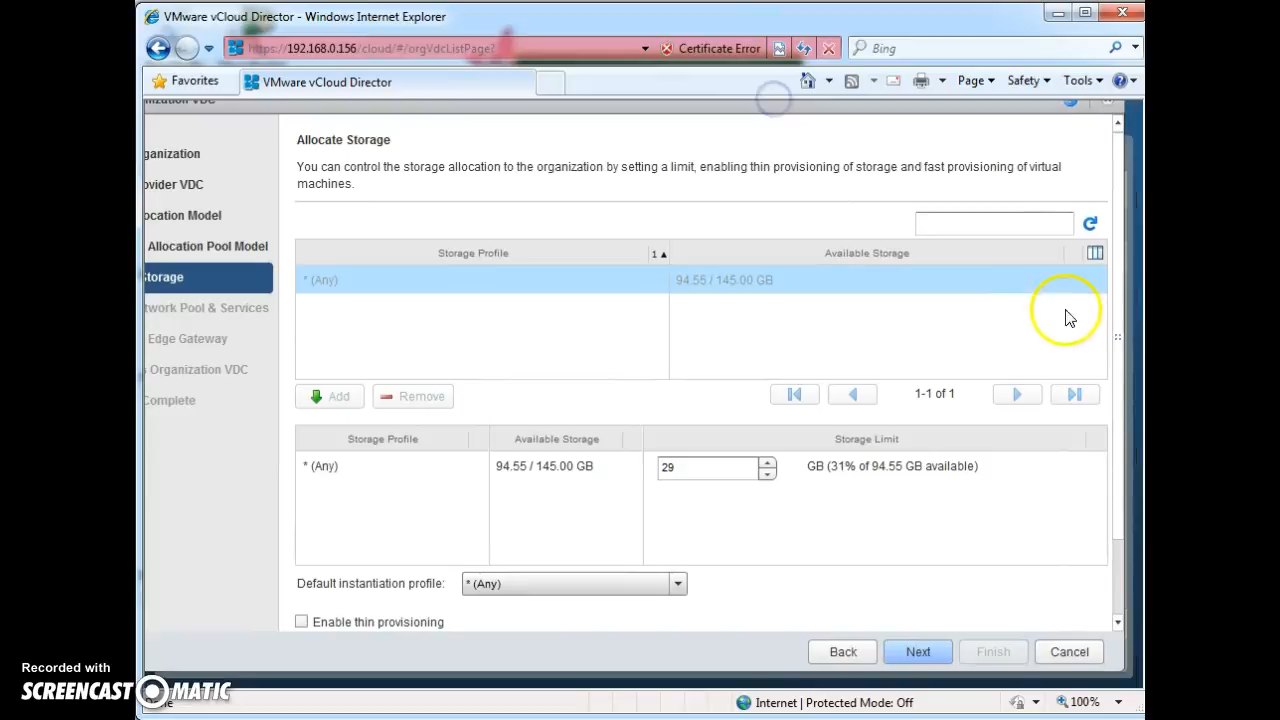 VMware vCloud Director - Windows Internet Explorer
https://192.168.0.156/cloud/#/orgVdcListPage?
Certificate Error
Bing
Favorites
VMware vCloud Director
Page
Safety
Tools
nization VDC
Allocate Storage
You can control the storage allocation to the organization by setting a limit, enabling thin provisioning of storage and fast provisioning of virtual
machines.
ganization
ovider VDC
ocation Model
Allocation Pool Model
Storage
twork Pool & Services
Edge Gateway
s Organization VDC
Complete
Storage Profile
1 ▲
Available Storage
* (Any)
94.55 / 145.00 GB
Add
Remove
1-1 of 1
Storage Profile
Available Storage
Storage Limit
* (Any)
94.55 / 145.00 GB
29
GB (31% of 94.55 GB available)
Default instantiation profile:
* (Any)
Enable thin provisioning
Back
Next
Finish
Cancel
Internet | Protected Mode: Off
100%
Recorded with
SCREENCAST-O-MATIC